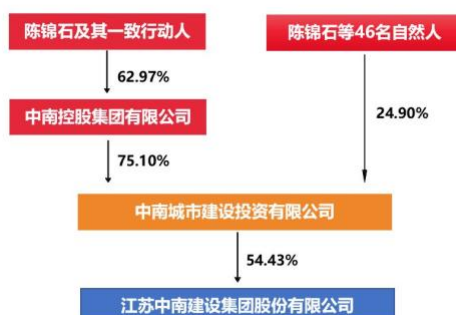 陈锦石及其一致行动人
陈锦石等46名自然人
62.97%
中南控股集团有限公司
24.90%
75.10%
中南城市建设投资有限公司
54.43%
江苏中南建设集团股份有限公司